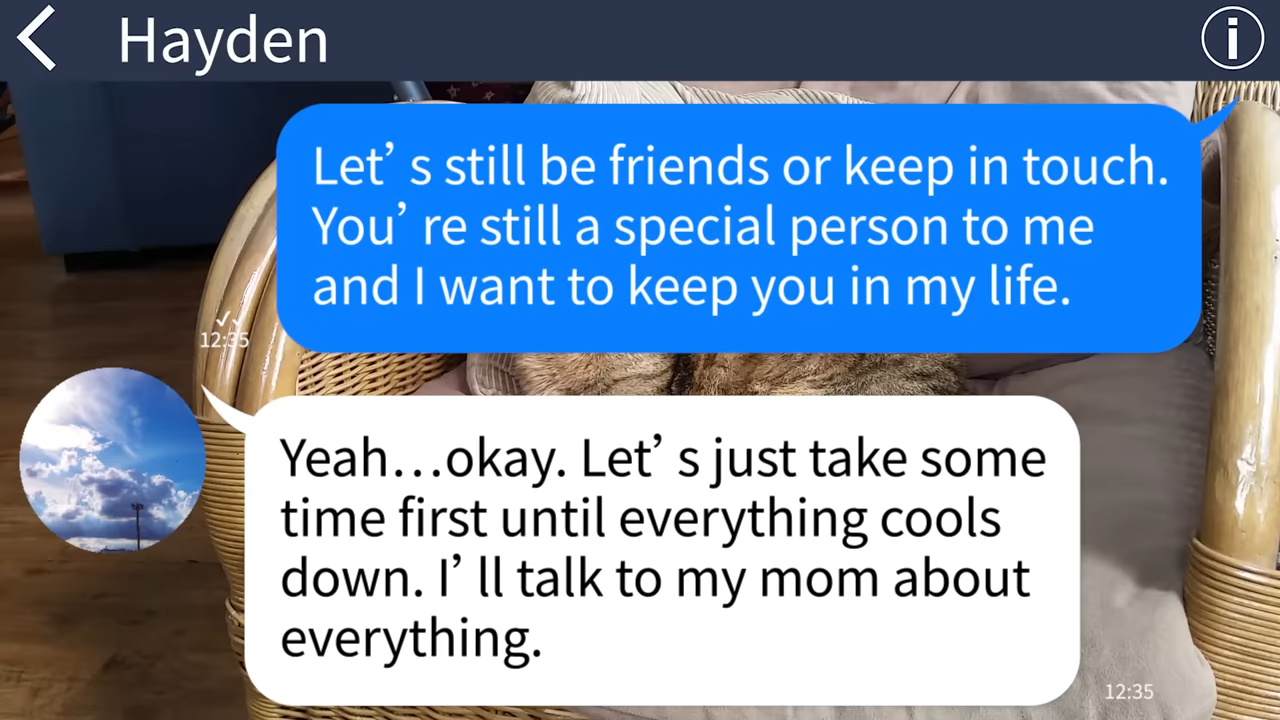 Hayden
Let’s still be friends or keep in touch.
You’re still a special person to me
and I want to keep you in my life.
12:35
Yeah…okay. Let’s just take some
time first until everything cools
down. I’ll talk to my mom about
everything.
12:35